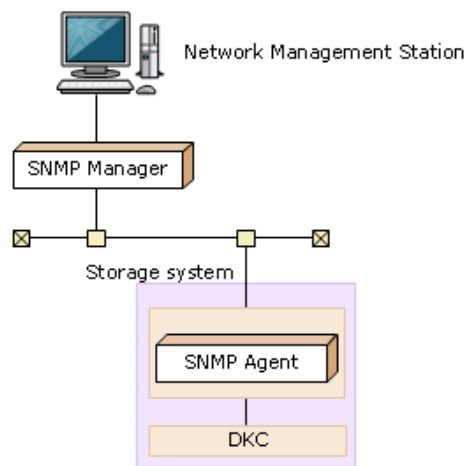 Network Management Station
SNMP Manager
Storage system
SNMP Agent
DKC